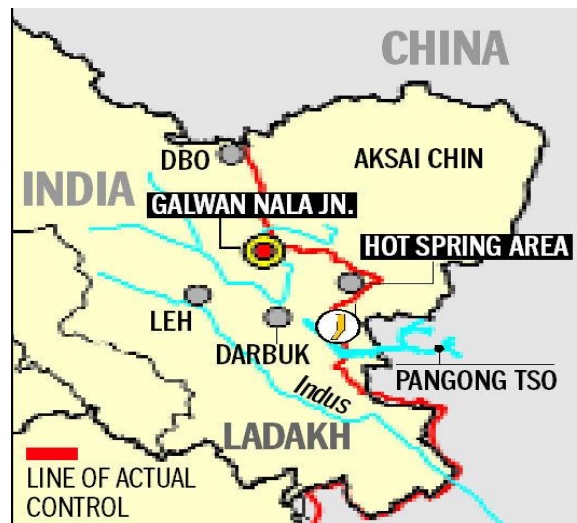 CHINA
DBO
AKSAI CHIN
INDIA
GALWAN NALA JN.
HOT SPRING AREA
LEH
DARBUK
PANGONG TSO
Indus
LADAKH
LINE OF ACTUAL
CONTROL